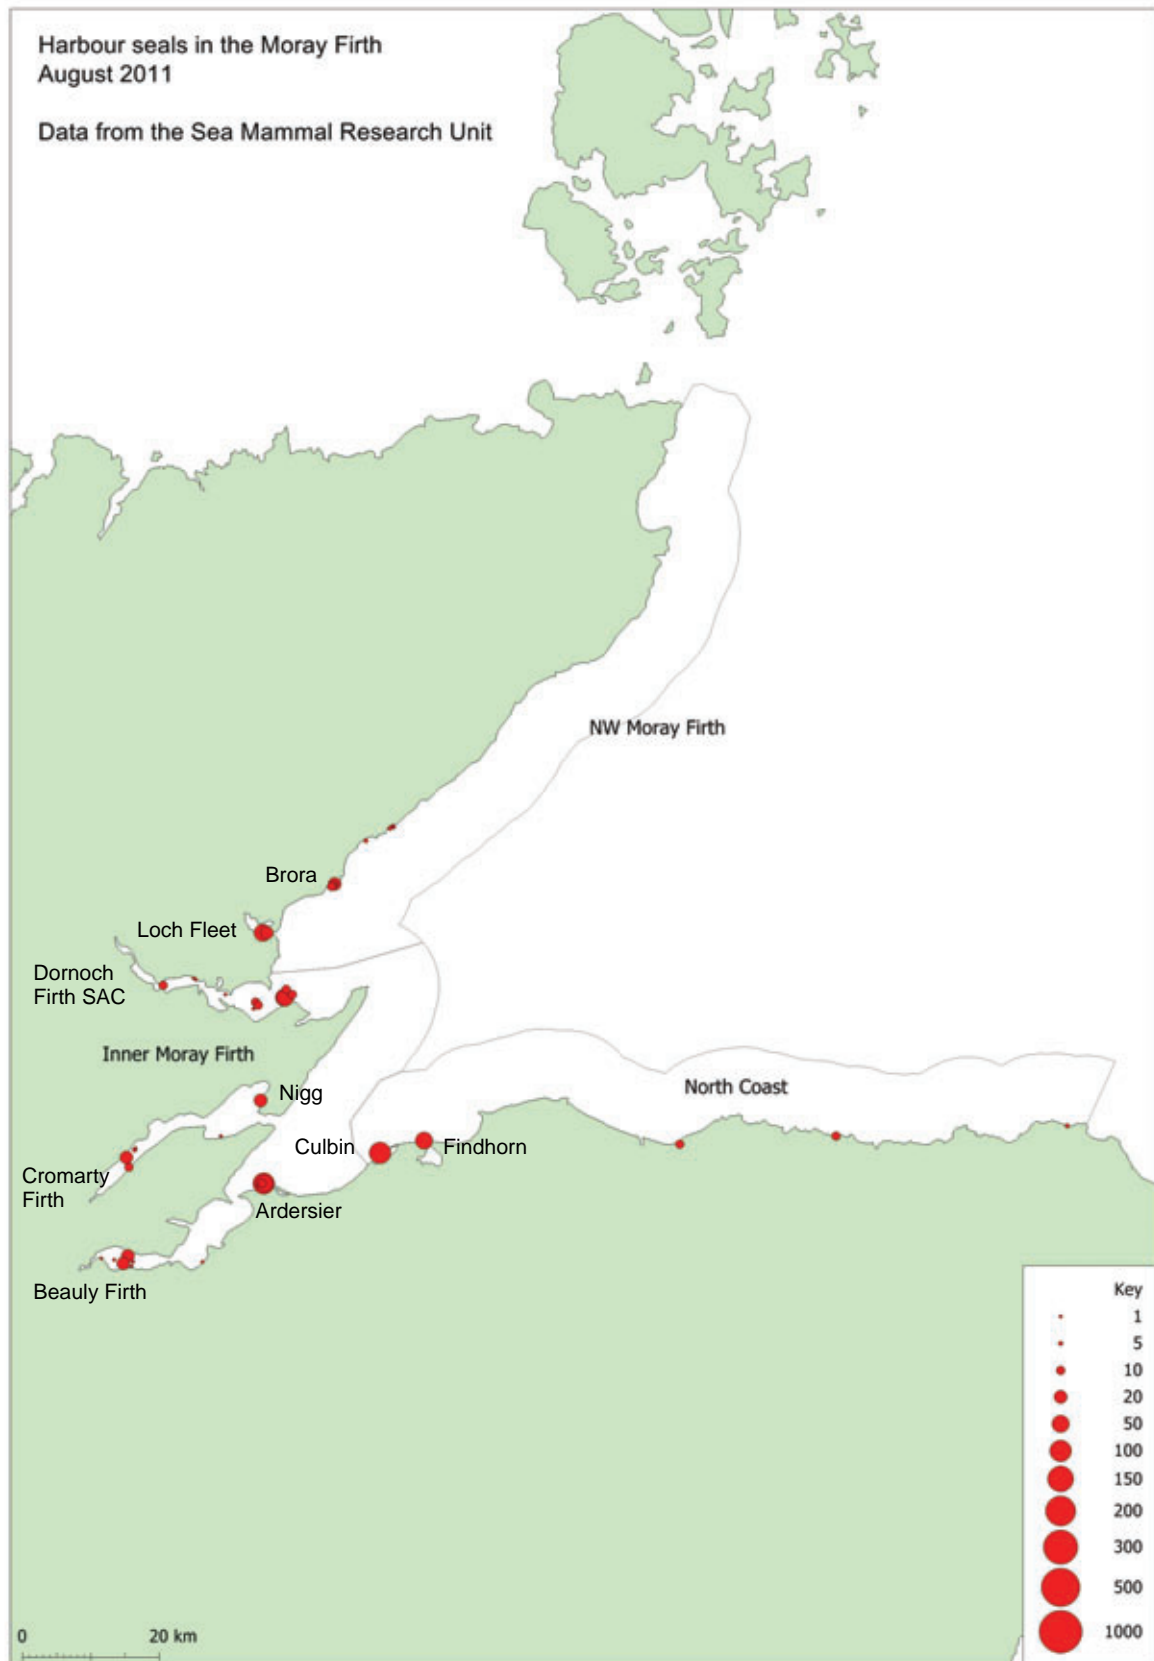 Harbour seals in the Moray Firth
August 2011
Data from the Sea Mammal Research Unit
NW Moray Firth
Brora
Loch Fleet
Dornoch
Firth SAC
Inner Moray Firth
North Coast
Nigg
Culbin
Findhorn
Cromarty
Firth
Ardersier
Beauly Firth
Key
1
5
10
20
50
100
150
200
300
500
1000
0
20 km